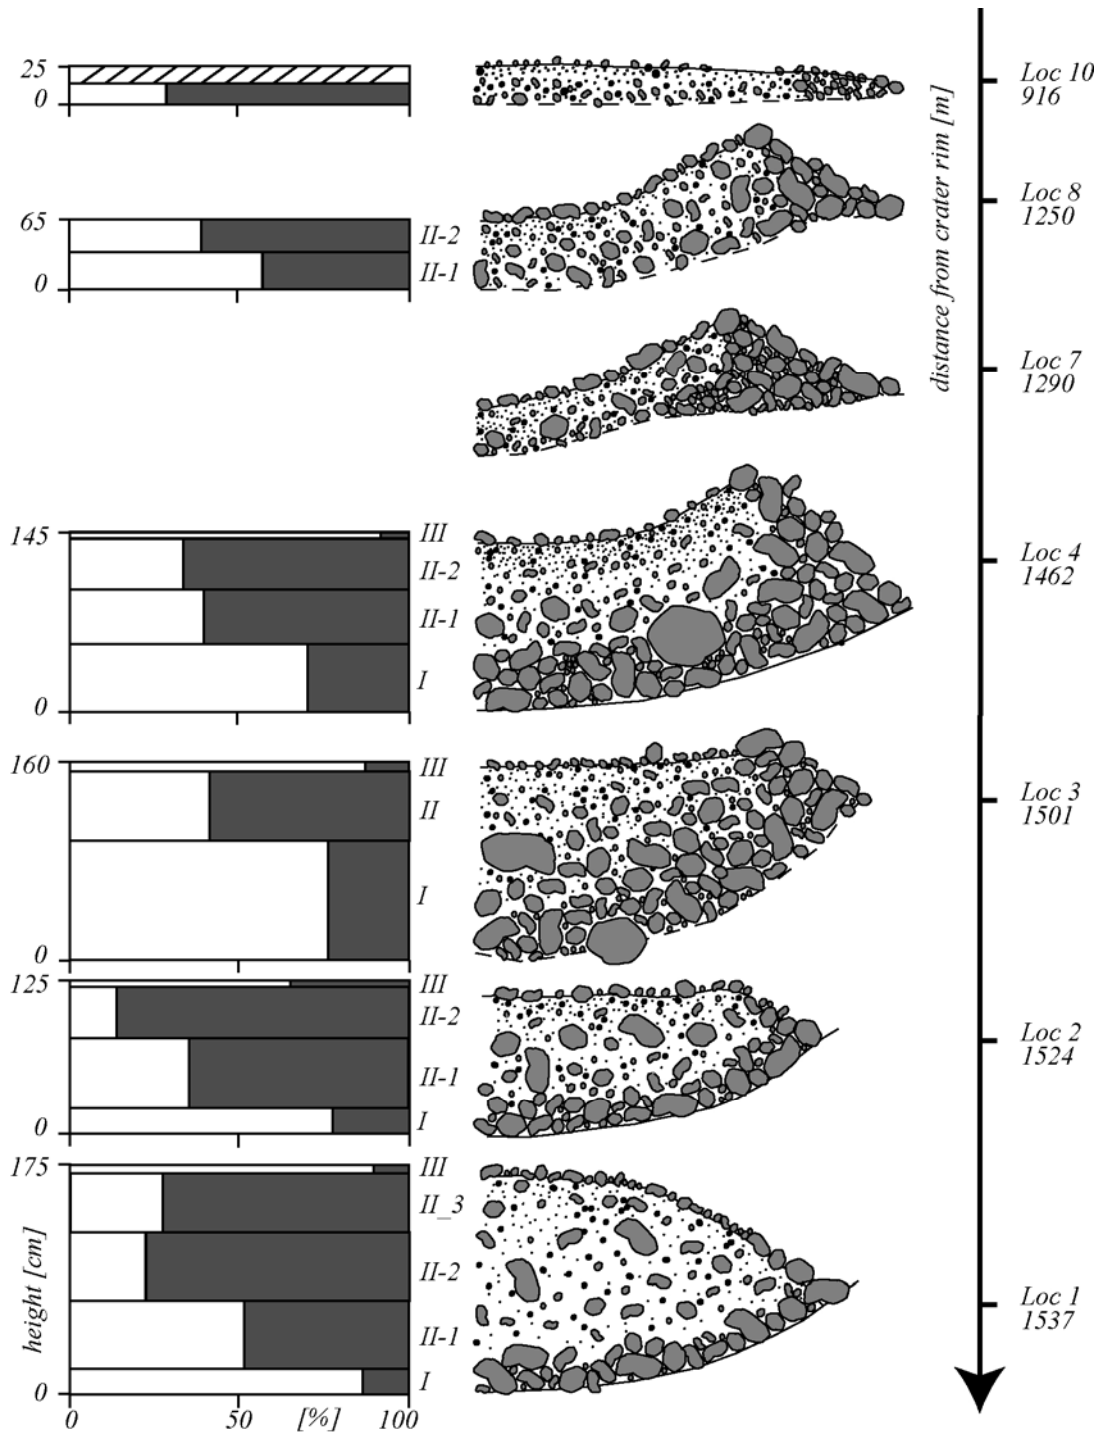 25
0
Loc 10
916
distance from crater rim [m]
65
0
II-2
II-1
Loc 8
1250
Loc 7
1290
145
0
III
II-2
II-1
I
Loc 4
1462
160
0
III
II
I
Loc 3
1501
125
0
III
II-2
II-1
I
Loc 2
1524
175
0
height [cm]
III
II_3
II-2
II-1
I
Loc 1
1537
0 50 [%] 100